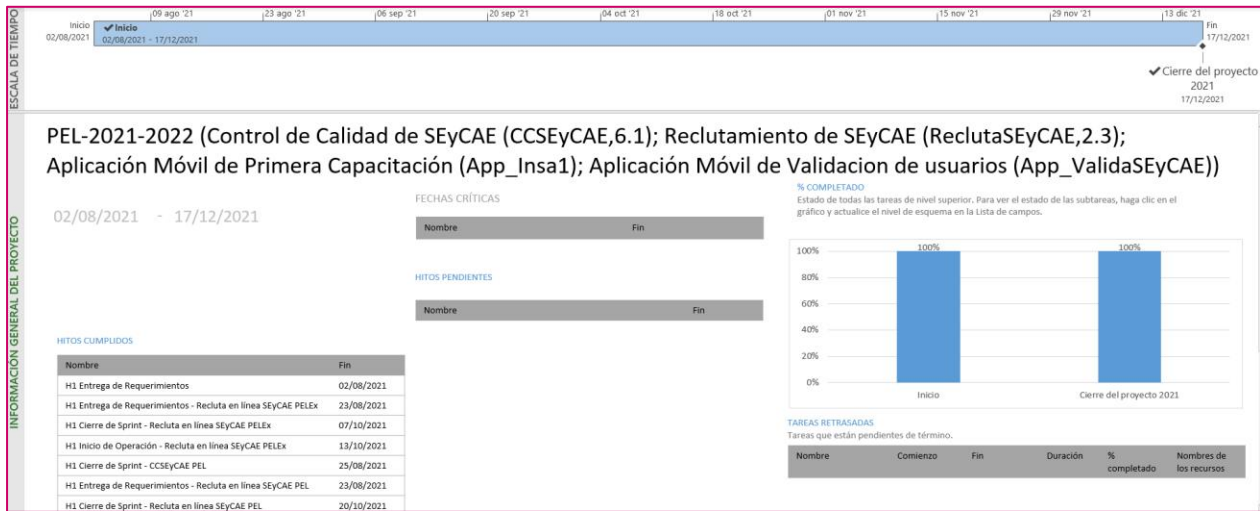 ESCALA DE TIEMPO
09 ago '21 23 ago '21 06 sep '21 20 sep '21 04 oct '21 18 oct '21 01 nov '21 15 nov '21 29 nov '21 13 dic '21
Inicio
02/08/2021
Inicio
02/08/2021 - 17/12/2021
Fin
17/12/2021
Cierre del proyecto
2021
17/12/2021
INFORMACIÓN GENERAL DEL PROYECTO
PEL-2021-2022 (Control de Calidad de SEyCAE (CCSEyCAE,6.1); Reclutamiento de SEyCAE (ReclutaSEyCAE,2.3);
Aplicación Móvil de Primera Capacitación (App_Insa1); Aplicación Móvil de Validacion de usuarios (App_ValidaSEyCAE))
02/08/2021 - 17/12/2021
HITOS CUMPLIDOS
Nombre Fin
H1 Entrega de Requerimientos 02/08/2021
H1 Entrega de Requerimientos - Recluta en línea SEyCAE PELEx 23/08/2021
H1 Cierre de Sprint - Recluta en línea SEyCAE PELEx 07/10/2021
H1 Inicio de Operación - Recluta en línea SEyCAE PELEx 13/10/2021
H1 Cierre de Sprint - CCSEyCAE PEL 25/08/2021
H1 Entrega de Requerimientos - Recluta en línea SEyCAE PEL 23/08/2021
H1 Cierre de Sprint - Recluta en línea SEyCAE PEL 20/10/2021
FECHAS CRÍTICAS
Nombre Fin
HITOS PENDIENTES
Nombre Fin
% COMPLETADO
Estado de todas las tareas de nivel superior. Para ver el estado de las subtareas, haga clic en el
gráfico y actualice el nivel de esquema en la Lista de campos.
100% 100% 100%
80%
60%
40%
20%
0%
Inicio Cierre del proyecto 2021
TAREAS RETRASADAS
Tareas que están pendientes de término.
Nombre Comienzo Fin Duración % completado Nombres de los recursos